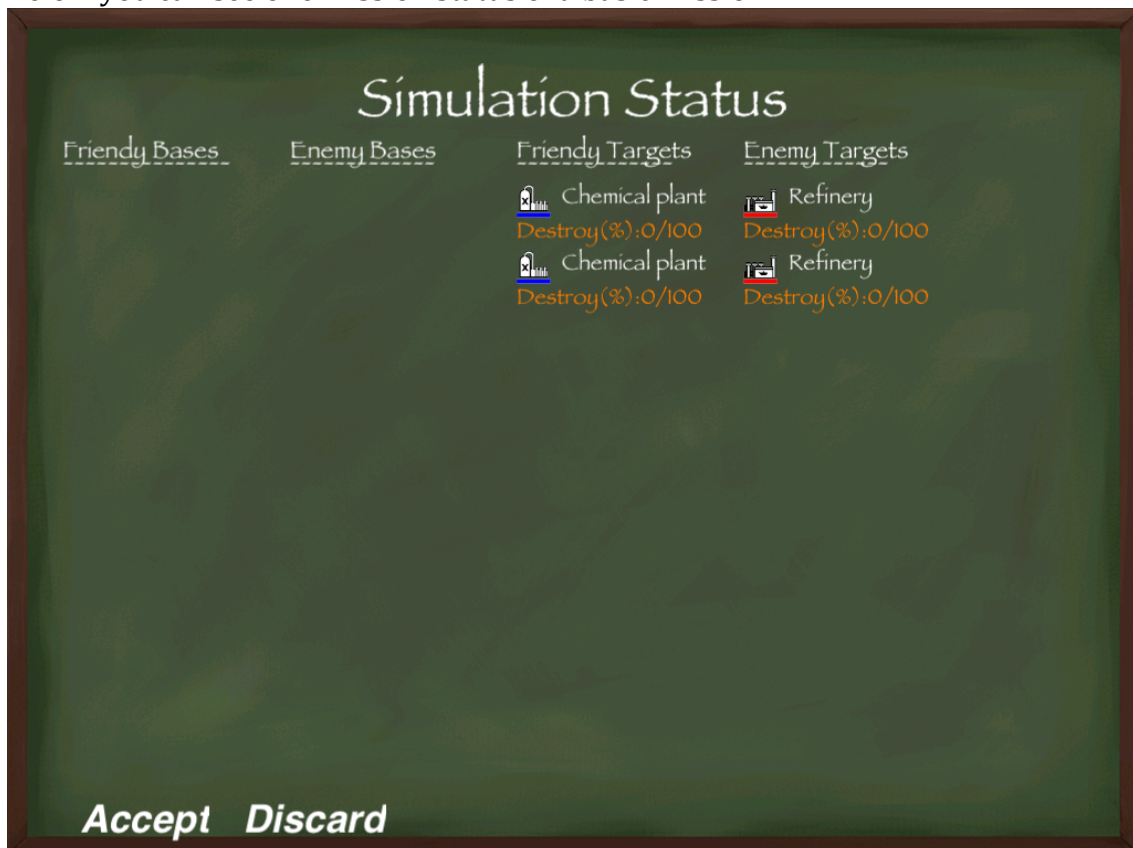 Simulation Status
Friendy Bases Enemy Bases Friendy Targets Enemy Targets
Chemical plant Refinery
Destroy(%):0/100 Destroy(%):0/100
Chemical plant Refinery
Destroy(%):0/100 Destroy(%):0/100
Accept Discard